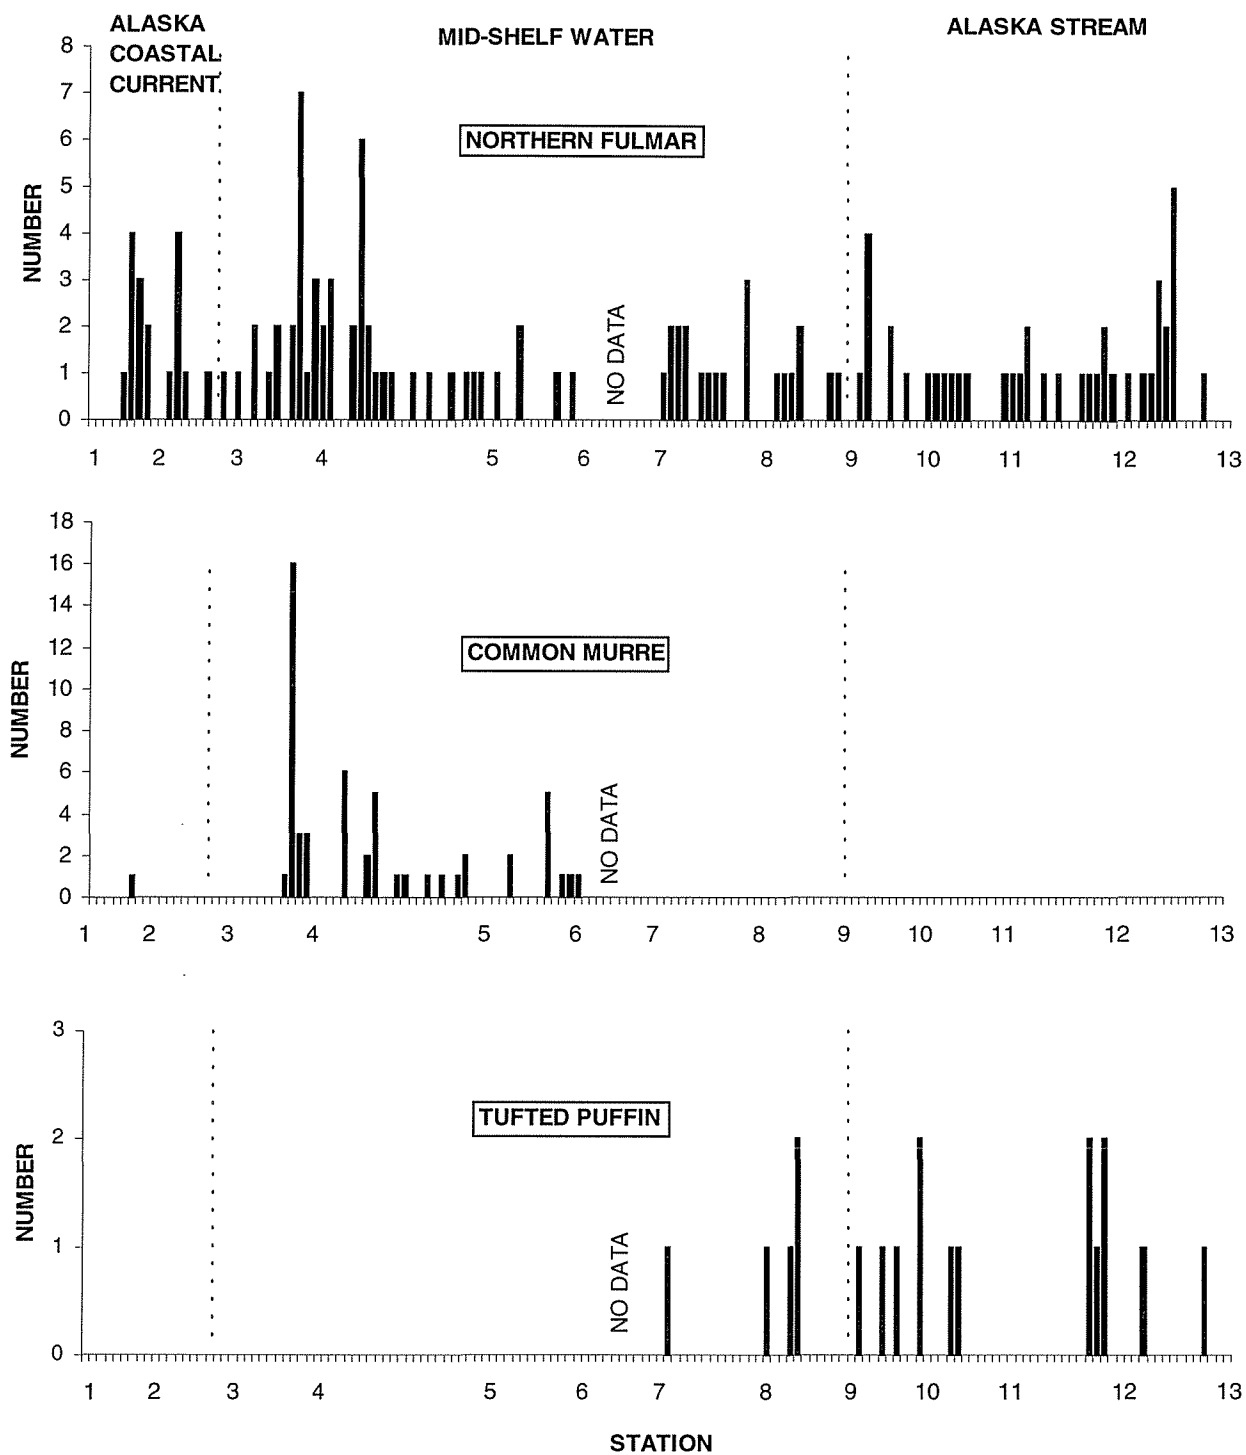 ALASKA
COASTAL
CURRENT
MID-SHELF WATER
ALASKA STREAM
NORTHERN FULMAR
NUMBER
8
7
6
5
4
3
2
1
0
NO DATA
1 2 3 4 5 6 7 8 9 10 11 12 13
COMMON MURRE
NUMBER
18
16
14
12
10
8
6
4
2
0
NO DATA
1 2 3 4 5 6 7 8 9 10 11 12 13
TUFTED PUFFIN
NUMBER
3
2
1
0
NO DATA
1 2 3 4 5 6 7 8 9 10 11 12 13
STATION